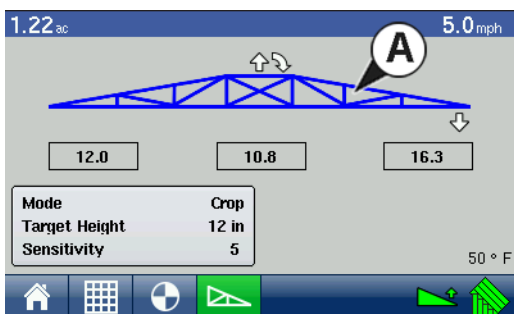 1.22 ac 5.0 mph
A
12.0 10.8 16.3
Mode Crop
Target Height 12 in
Sensitivity 5
50 ° F